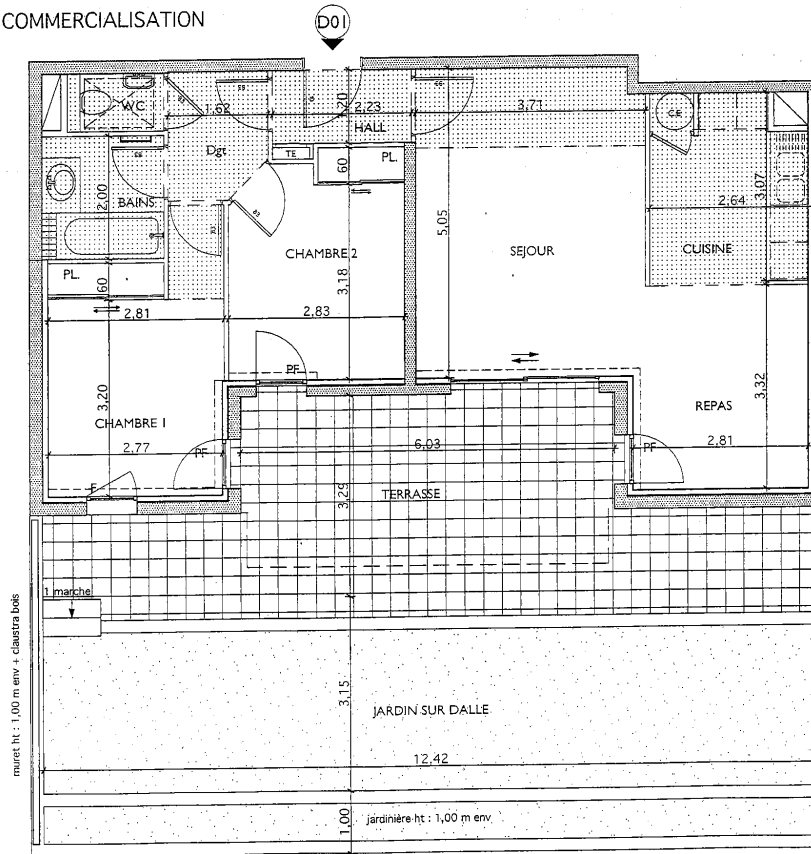 COMMERCIALISATION
D01
WC
1,62
1,20
2,23
HALL
3,71
C.E
Dgt
TE
60
PL.
BAINS
2,00
5,05
2,64
3,07
CHAMBRE 2
SEJOUR
CUISINE
PL.
60
3,18
2,81
2,83
PF
3,20
3,32
CHAMBRE 1
REPAS
2,77
PF
6,03
PF
2,81
F
3,29
TERRASSE
1 marche
muret ht : 1,00 m env + claustra bois
3,15
JARDIN SUR DALLE
12,42
1,00
jardinière ht : 1,00 m env